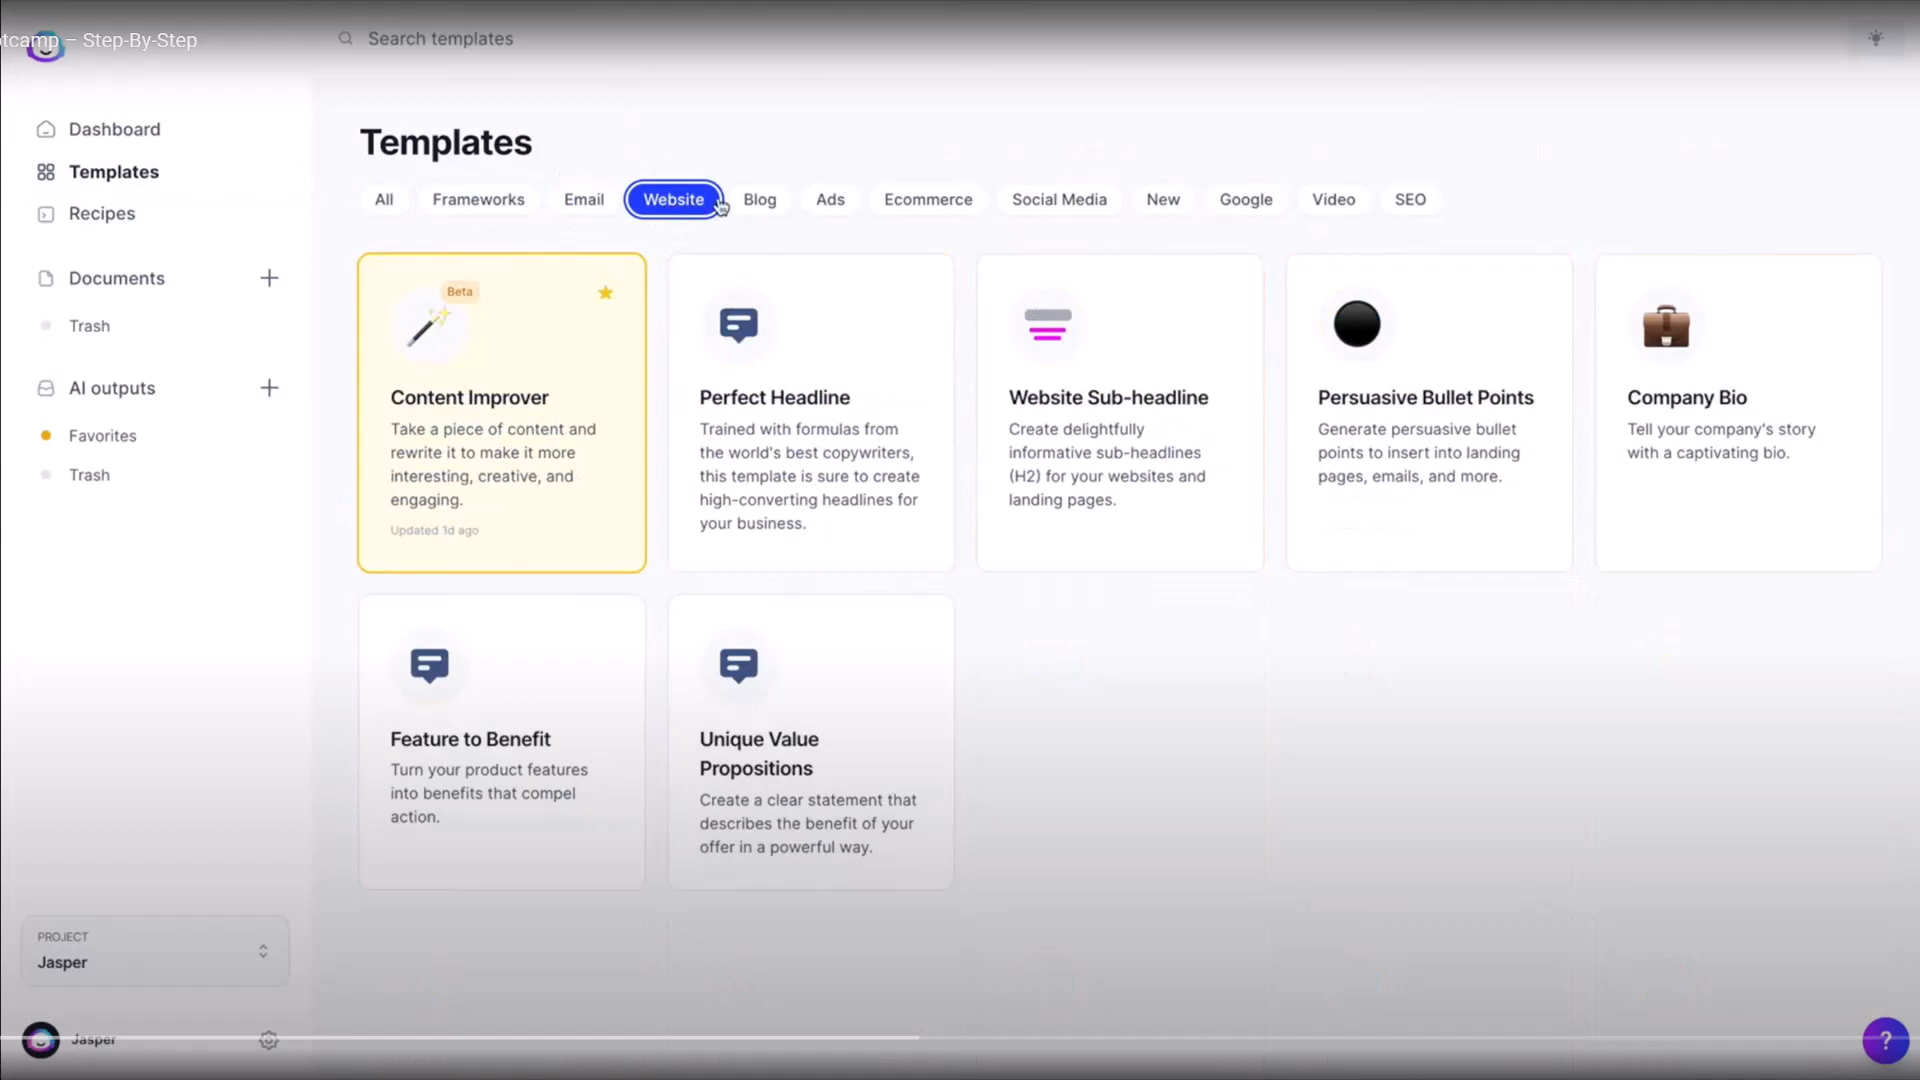 otcamp – Step-By-Step
Search templates
Dashboard
Templates
Recipes
Documents
Trash
AI outputs
Favorites
Trash
PROJECT
Jasper
Jasper
Templates
All Frameworks Email Website Blog Ads Ecommerce Social Media New Google Video SEO
Beta
Content Improver
Take a piece of content and
rewrite it to make it more
interesting, creative, and
engaging.
Updated 1d ago
Perfect Headline
Trained with formulas from
the world's best copywriters,
this template is sure to create
high-converting headlines for
your business.
Website Sub-headline
Create delightfully
informative sub-headlines
(H2) for your websites and
landing pages.
Persuasive Bullet Points
Generate persuasive bullet
points to insert into landing
pages, emails, and more.
Company Bio
Tell your company's story
with a captivating bio.
Feature to Benefit
Turn your product features
into benefits that compel
action.
Unique Value
Propositions
Create a clear statement that
describes the benefit of your
offer in a powerful way.
?